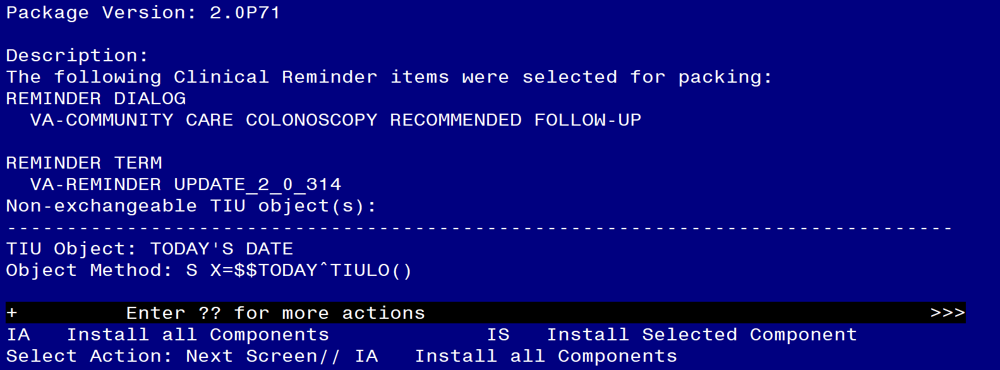 Package Version: 2.0P71
Description:
The following Clinical Reminder items were selected for packing:
REMINDER DIALOG
VA-COMMUNITY CARE COLONOSCOPY RECOMMENDED FOLLOW-UP
REMINDER TERM
VA-REMINDER UPDATE_2_0_314
Non-exchangeable TIU object(s):
-------------------------------------------------------------------------------
TIU Object: TODAY'S DATE
Object Method: S X=$$TODAY^TIULO()
+ Enter ?? for more actions >>>
IA Install all Components IS Install Selected Component
Select Action: Next Screen// IA Install all Components